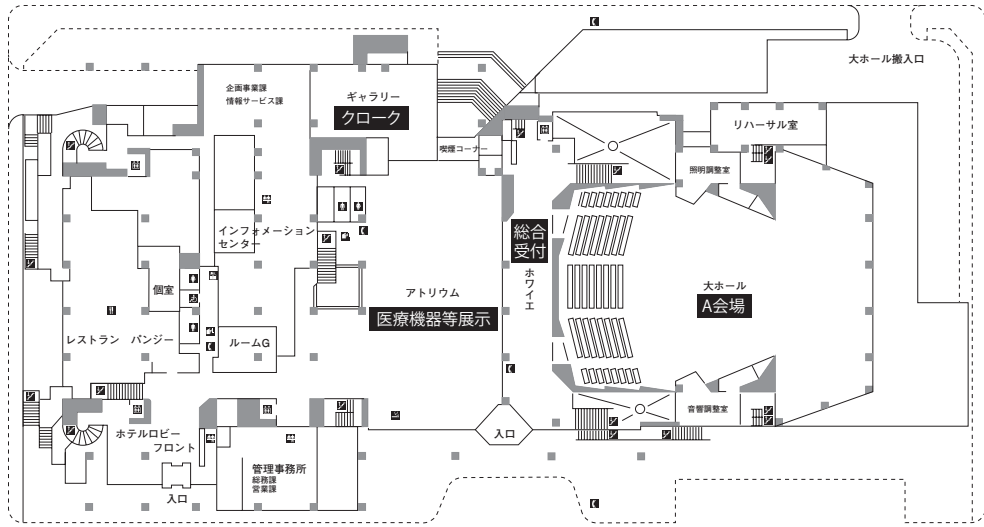 大ホール搬入口
企画事業課
情報サービス課
ギャラリー
クローク
リハーサル室
喫煙コーナー
照明調整室
インフォメーション
センター
総合
受付
ホワイエ
個室
アトリウム
医療機器等展示
大ホール
A会場
レストラン パンジー
ルームG
音響調整室
ホテルロビー
フロント
入口
管理事務所
総務課
営業課
入口